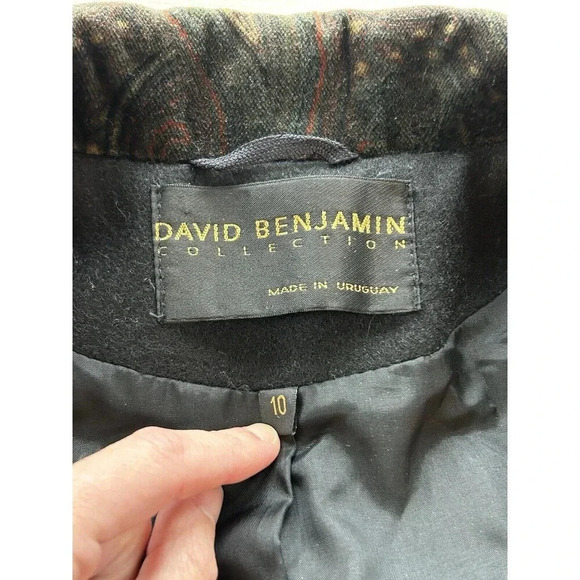 DAVID BENJAMIN
COLLECTION
MADE IN URUGUAY
10